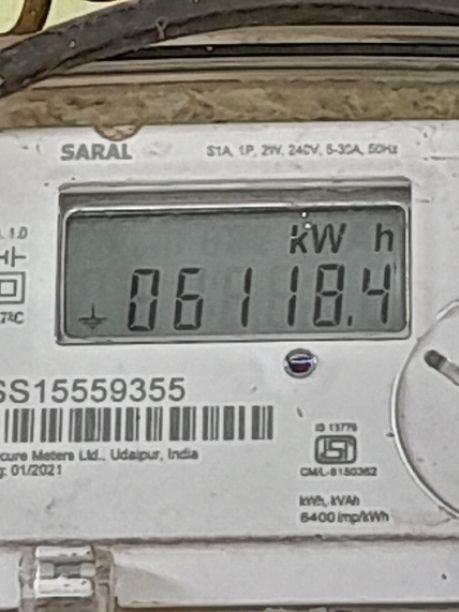 SARAL S1A, 1P, 2W, 240V, 5-30A, 50Hz
1.0
kW h
06118.4
SS15559355
cure Meters Ltd., Udaipur, India
g: 01/2021
IS 13779
CM/L-8150362
kWh, kVAh
6400 imp/kWh